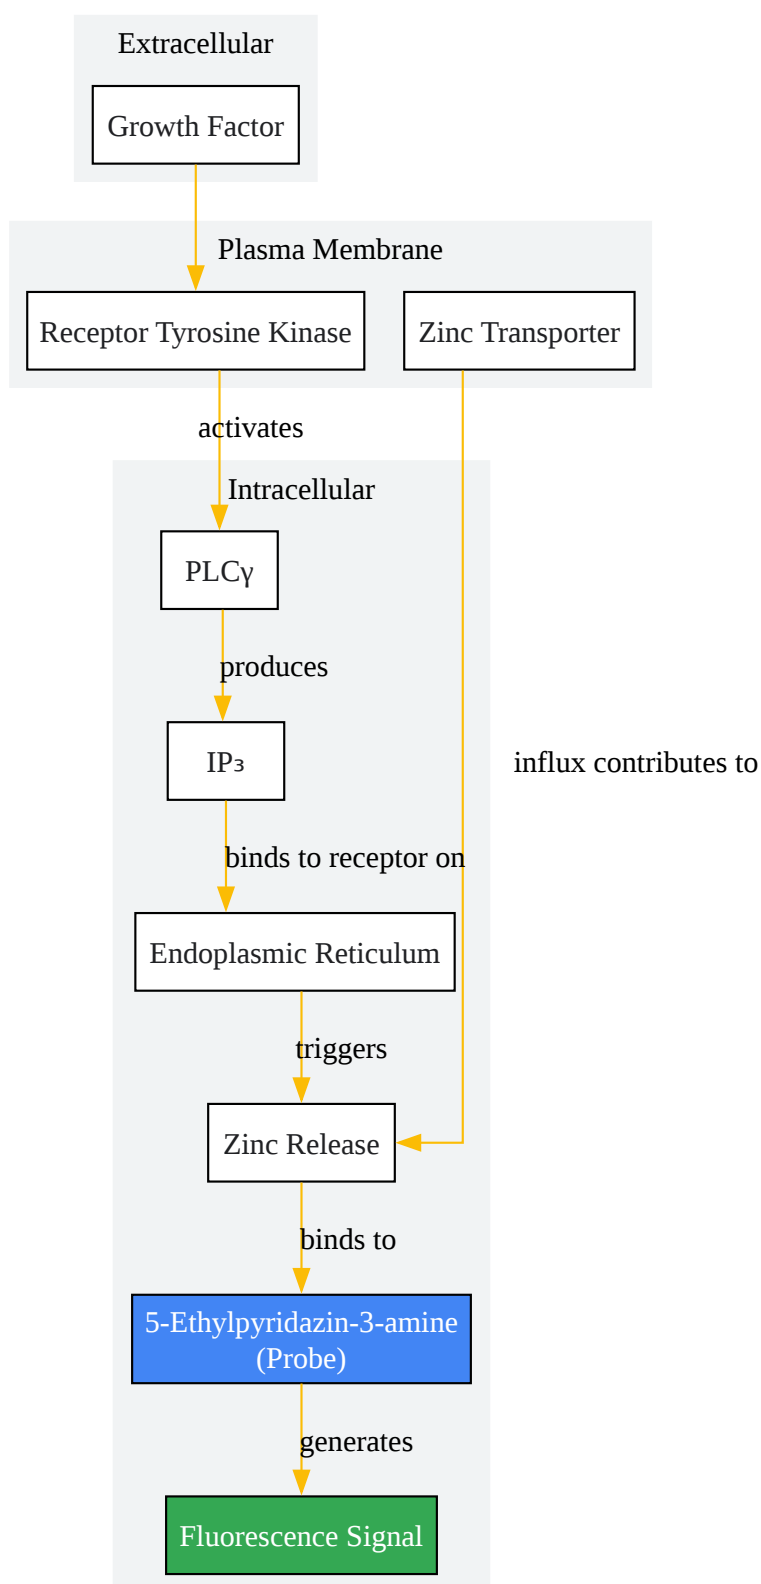 Extracellular
Growth Factor
Plasma Membrane
Receptor Tyrosine Kinase
Zinc Transporter
activates
Intracellular
PLCγ
produces
IP₃
influx contributes to
binds to receptor on
Endoplasmic Reticulum
triggers
Zinc Release
binds to
5-Ethylpyridazin-3-amine
(Probe)
generates
Fluorescence Signal